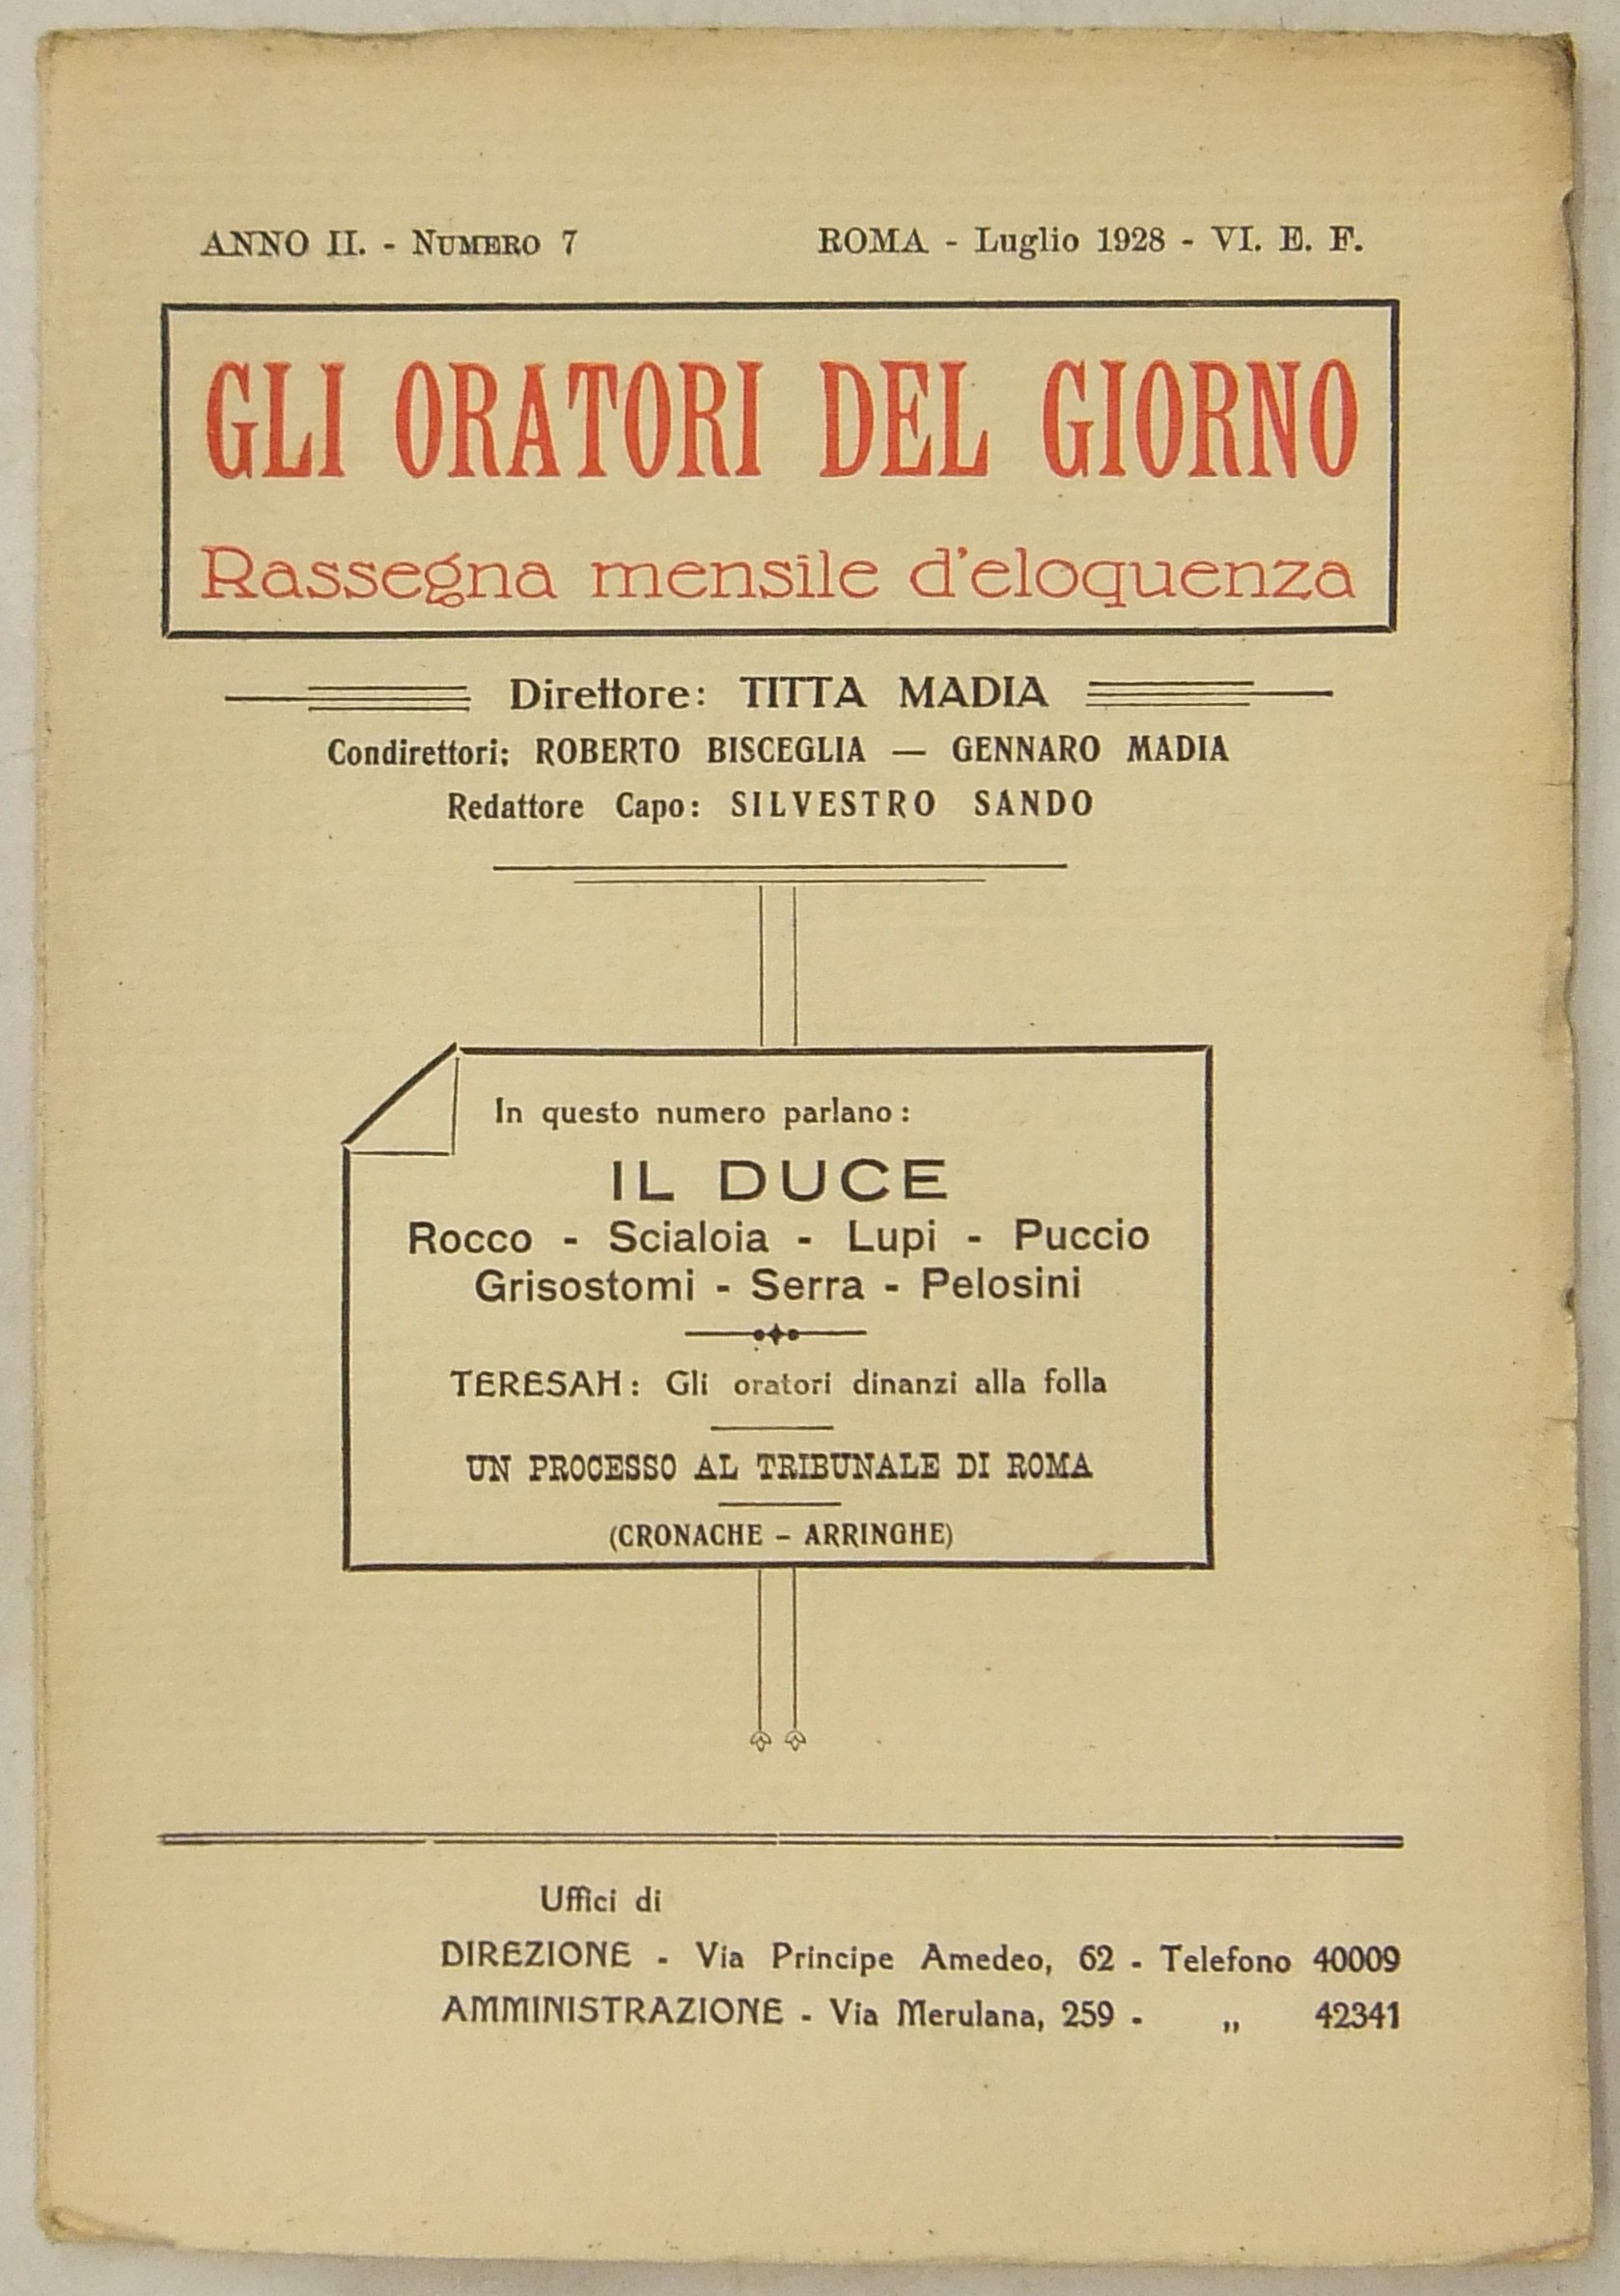 ANNO II. - NUMERO 7 ROMA - Luglio 1928 - VI. E. F.
GLI ORATORI DEL GIORNO
Rassegna mensile d'eloquenza
Direttore: TITTA MADIA
Condirettori: ROBERTO BISCEGLIA — GENNARO MADIA
Redattore Capo: SILVESTRO SANDO
In questo numero parlano:
IL DUCE
Rocco - Scialoia - Lupi - Puccio
Grisostomi - Serra - Pelosini
TERESAH: Gli oratori dinanzi alla folla
UN PROCESSO AL TRIBUNALE DI ROMA
(CRONACHE - ARRINGHE)
Uffici di
DIREZIONE - Via Principe Amedeo, 62 - Telefono 40009
AMMINISTRAZIONE - Via Merulana, 259 - „ 42341